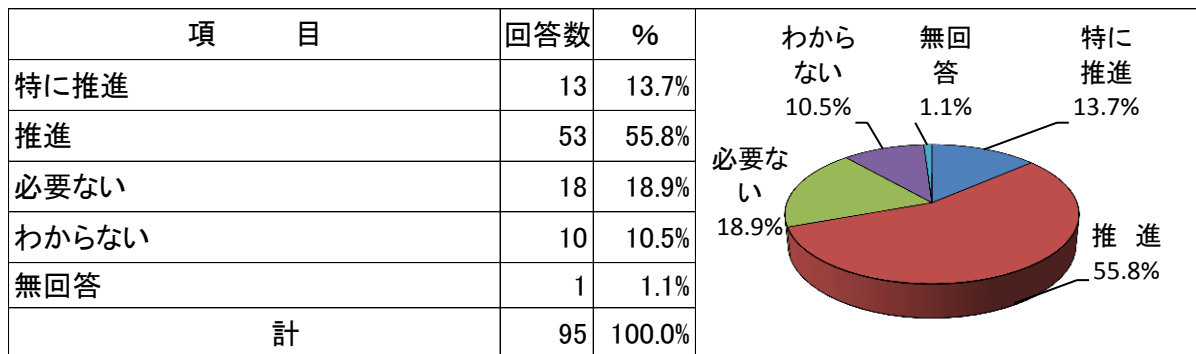 項 目 回答数 %
特に推進 13 13.7%
推進 53 55.8%
必要ない 18 18.9%
わからない 10 10.5%
無回答 1 1.1%
計 95 100.0%
わから
ない
10.5%
無回
答
1.1%
特に
推進
13.7%
必要な
い
18.9%
推 進
55.8%